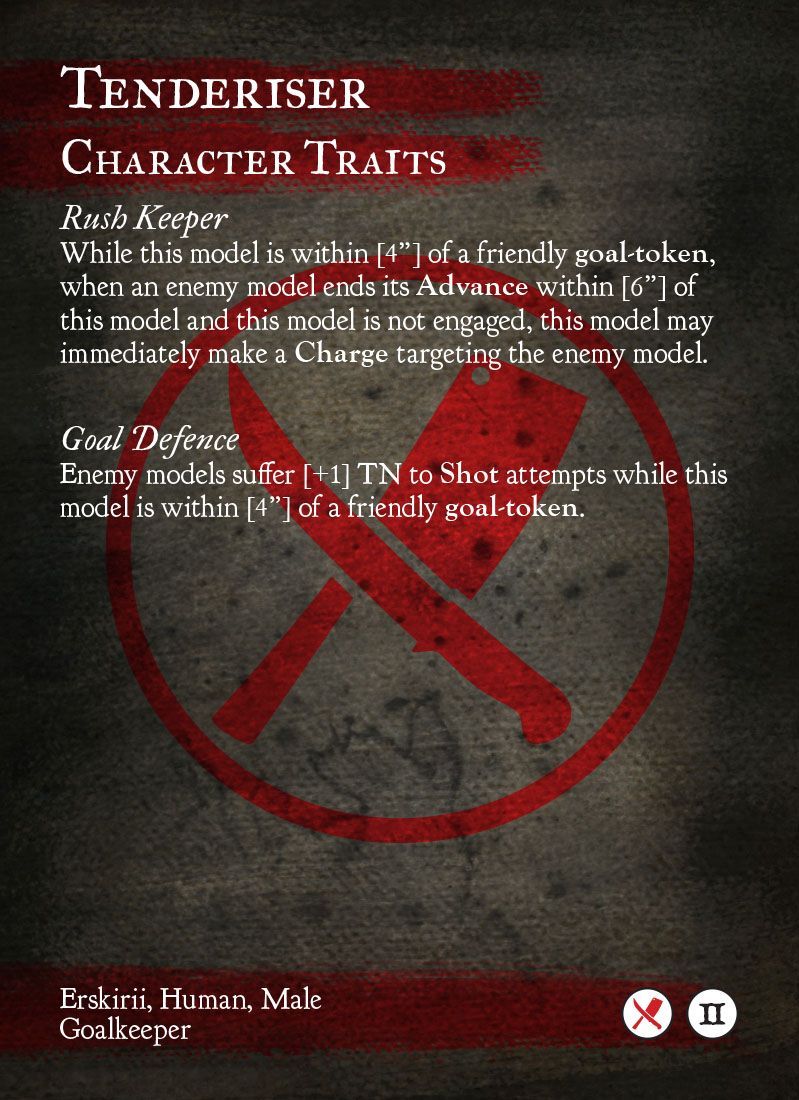 Tenderiser
Character Traits
Rush Keeper
While this model is within [4”] of a friendly goal-token,
when an enemy model ends its Advance within [6”] of
this model and this model is not engaged, this model may
immediately make a Charge targeting the enemy model.
Goal Defence
Enemy models suffer [+1] TN to Shot attempts while this
model is within [4”] of a friendly goal-token.
Erskirii, Human, Male
Goalkeeper
II